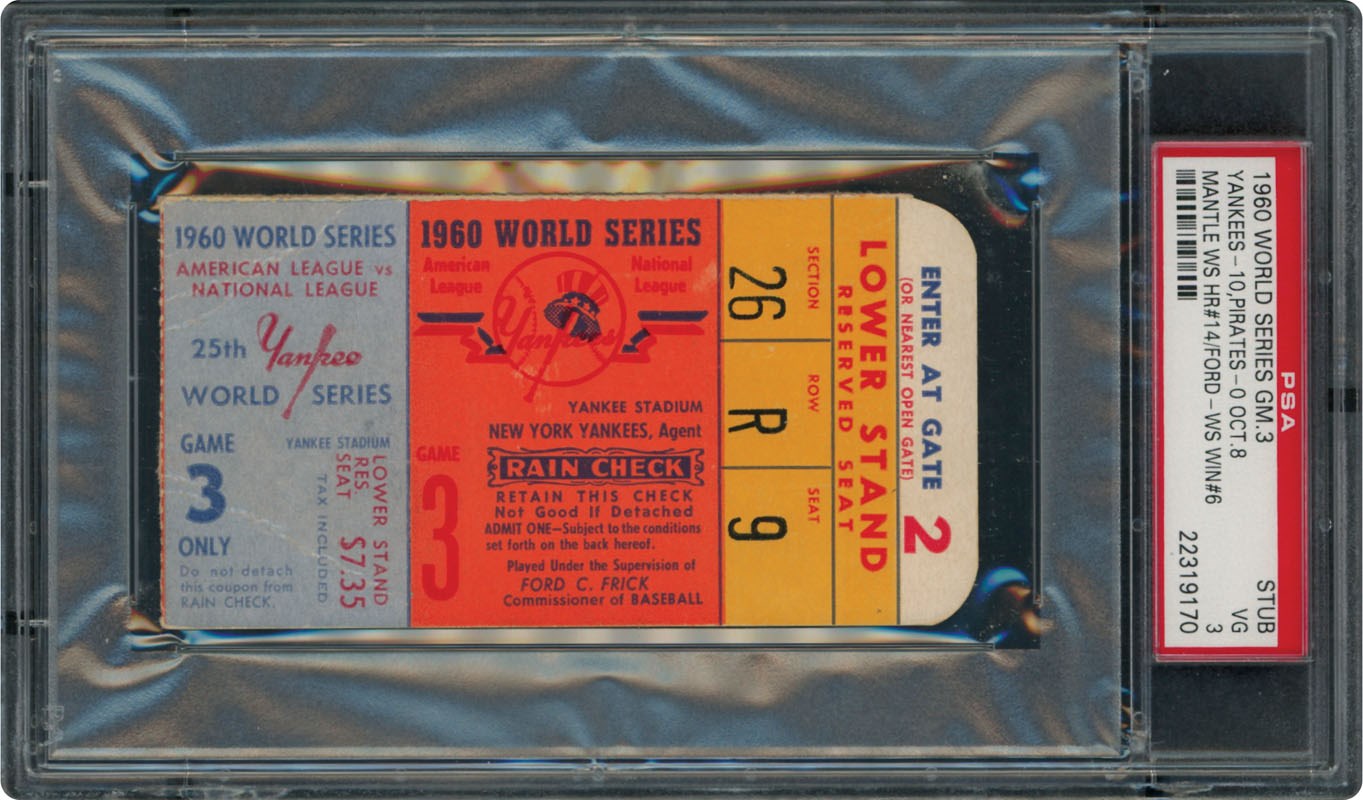 1960 WORLD SERIES
AMERICAN LEAGUE vs
NATIONAL LEAGUE
25th Yankee
WORLD SERIES
GAME
3
ONLY
Do not detach
this coupon from
RAIN CHECK.
YANKEE STADIUM
LOWER STAND
RES.
SEAT $7.35
TAX INCLUDED
1960 WORLD SERIES
American
League
National
League
Yankees
YANKEE STADIUM
NEW YORK YANKEES, Agent
GAME
3
RAIN CHECK
RETAIN THIS CHECK
Not Good If Detached
ADMIT ONE—Subject to the conditions
set forth on the back hereof.
Played Under the Supervision of
FORD C. FRICK
Commissioner of BASEBALL
SECTION ROW SEAT
26 R 9
LOWER STAND
RESERVED SEAT
ENTER AT GATE 2
(OR NEAREST OPEN GATE)
PSA
1960 WORLD SERIES GM.3 STUB
YANKEES-10,PIRATES-0 OCT.8 VG
MANTLE WS HR#14/FORD-WS WIN#6 3
22319170